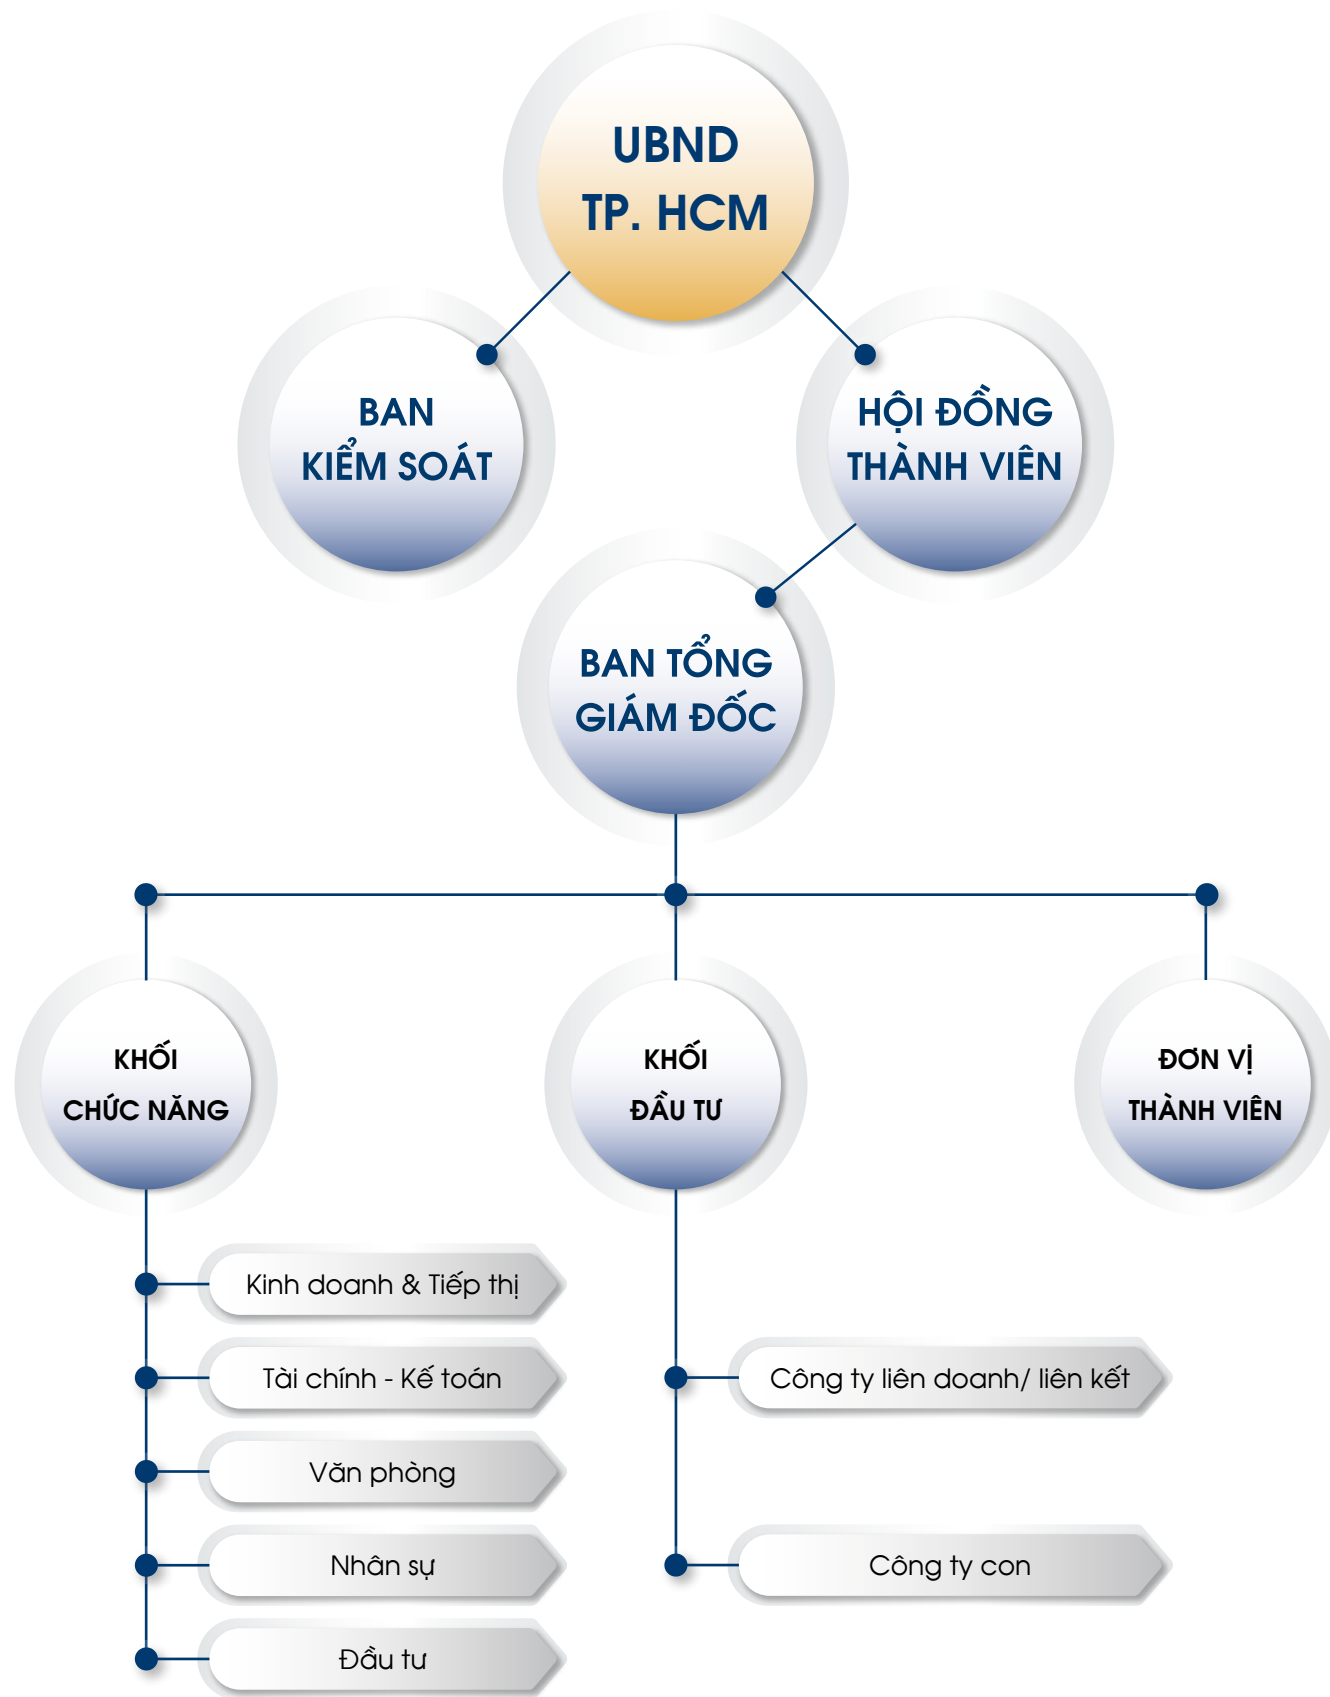 UBND
TP. HCM
BAN
KIỂM SOÁT
HỘI ĐỒNG
THÀNH VIÊN
BAN TỔNG
GIÁM ĐỐC
KHỐI
CHỨC NĂNG
KHỐI
ĐẦU TƯ
ĐƠN VỊ
THÀNH VIÊN
Kinh doanh & Tiếp thị
Tài chính - Kế toán
Văn phòng
Nhân sự
Đầu tư
Công ty liên doanh/ liên kết
Công ty con